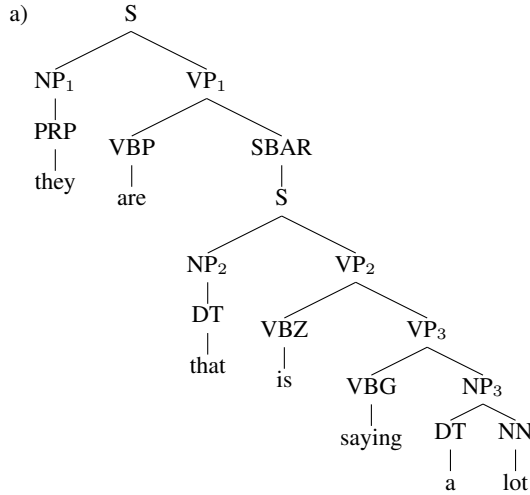 a) S
NP₁ VP₁
PRP VBP SBAR
they are S
NP₂ VP₂
DT VBZ VP₃
that is VBG NP₃
saying DT NN
a lot